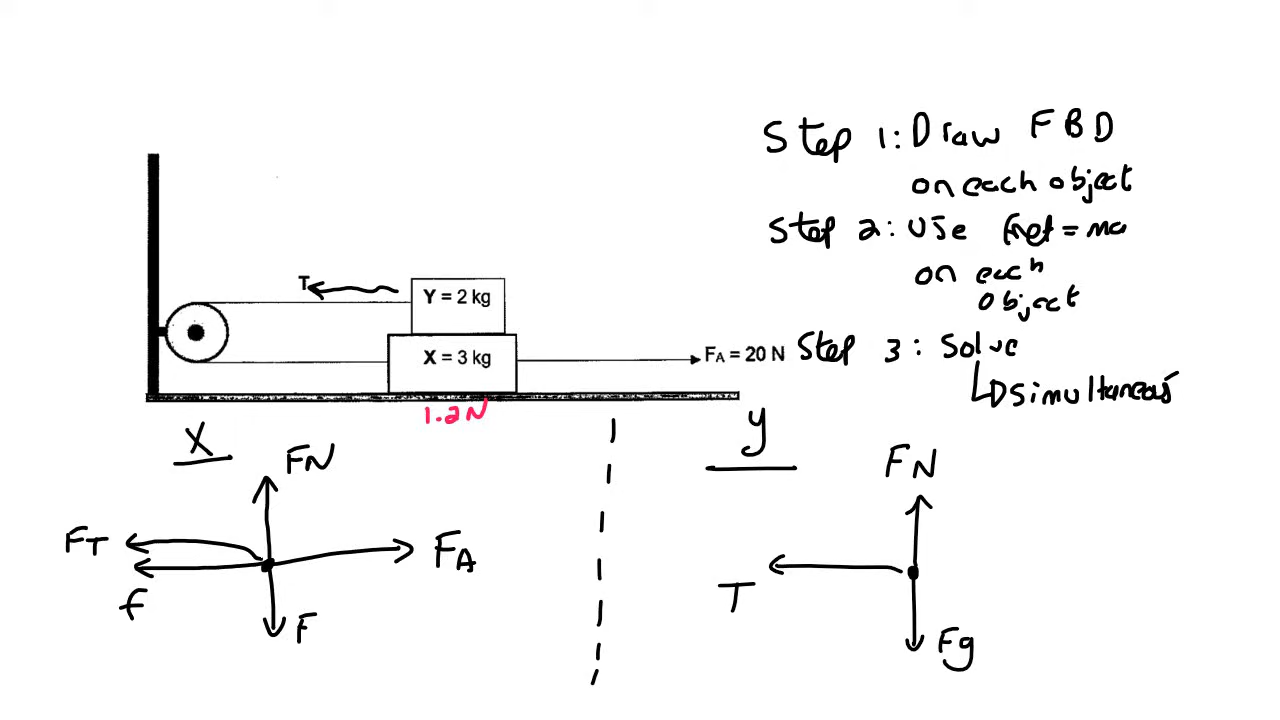 Step 1: Draw FBD
on each object
Step 2: Use Fnet = ma
on each
object
T
Y = 2 kg
X = 3 kg
FA = 20 N
Step 3: Solve
simultaneous
1.2N
X
y
FN
FN
FT
FA
f
F
T
Fg